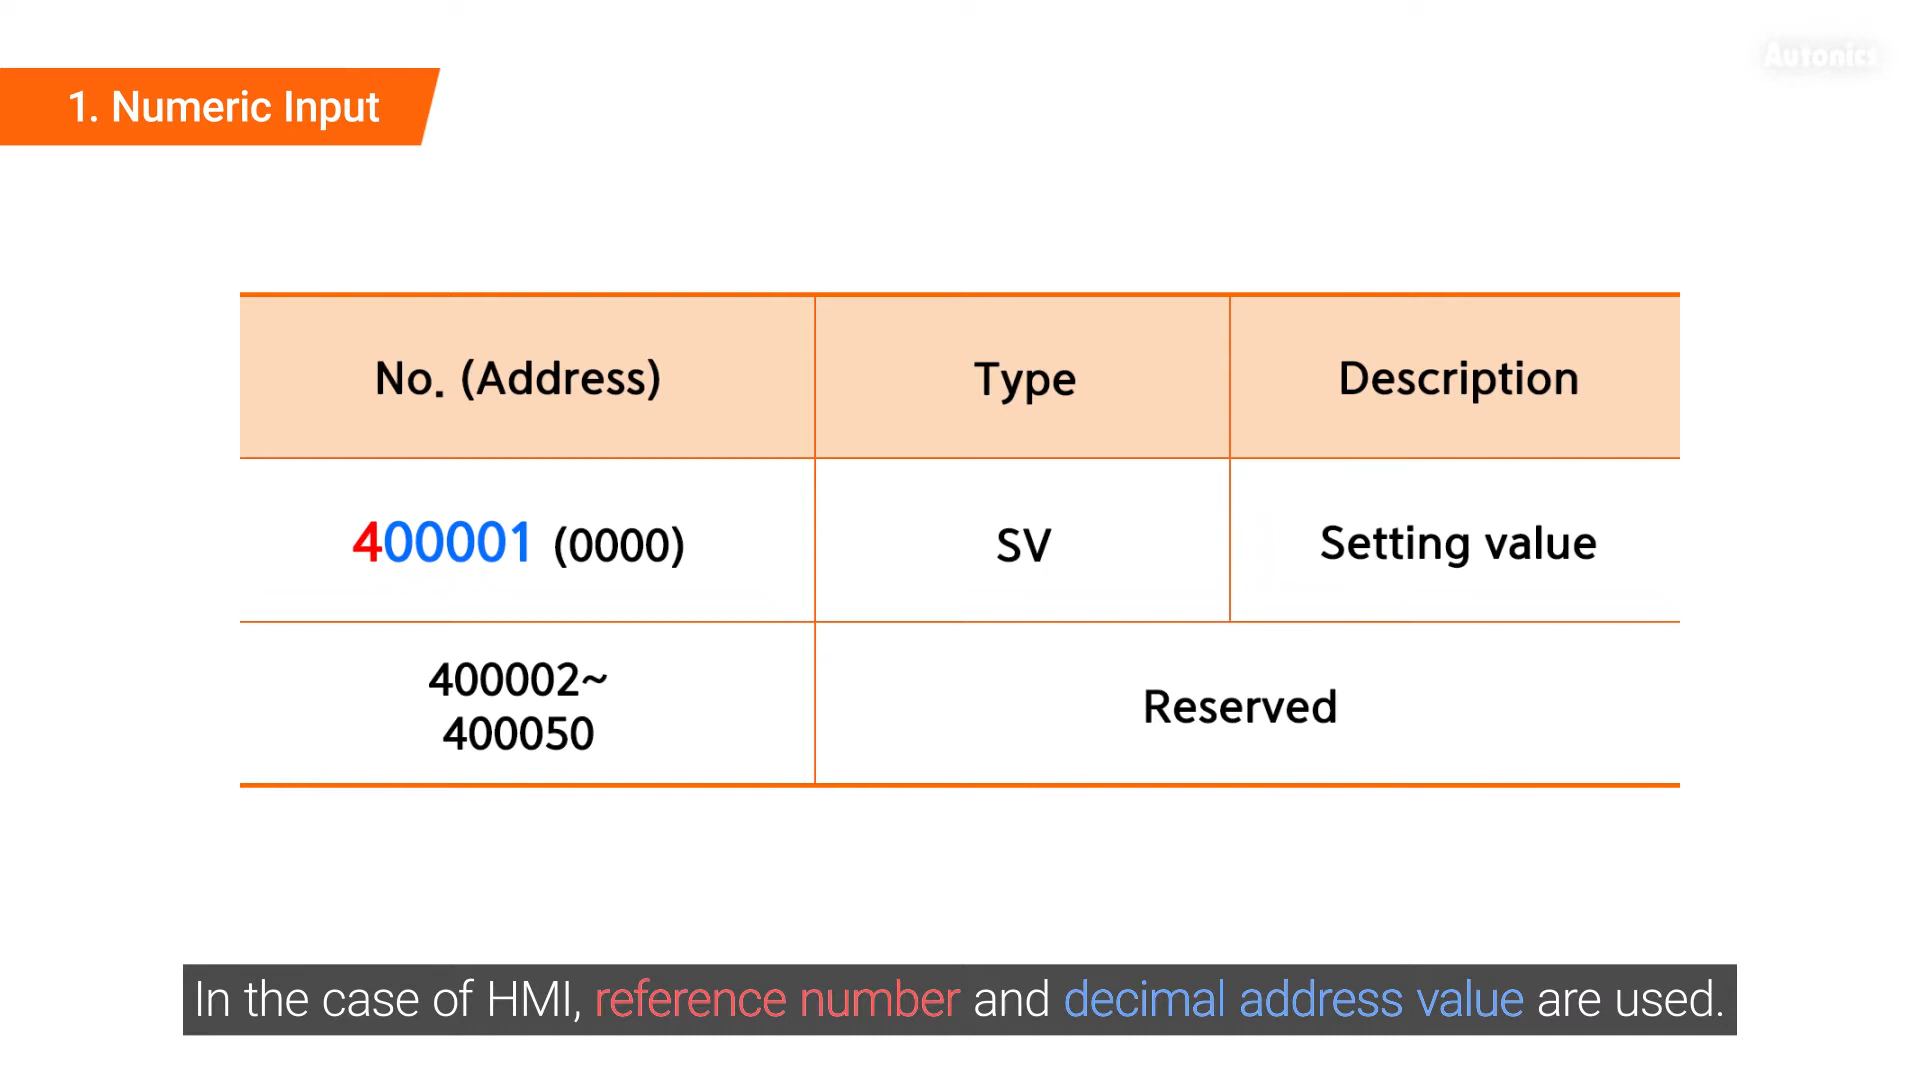 Autonics
1. Numeric Input
No. (Address) Type Description
400001 (0000) SV Setting value
400002~
400050
Reserved
In the case of HMI, reference number and decimal address value are used.